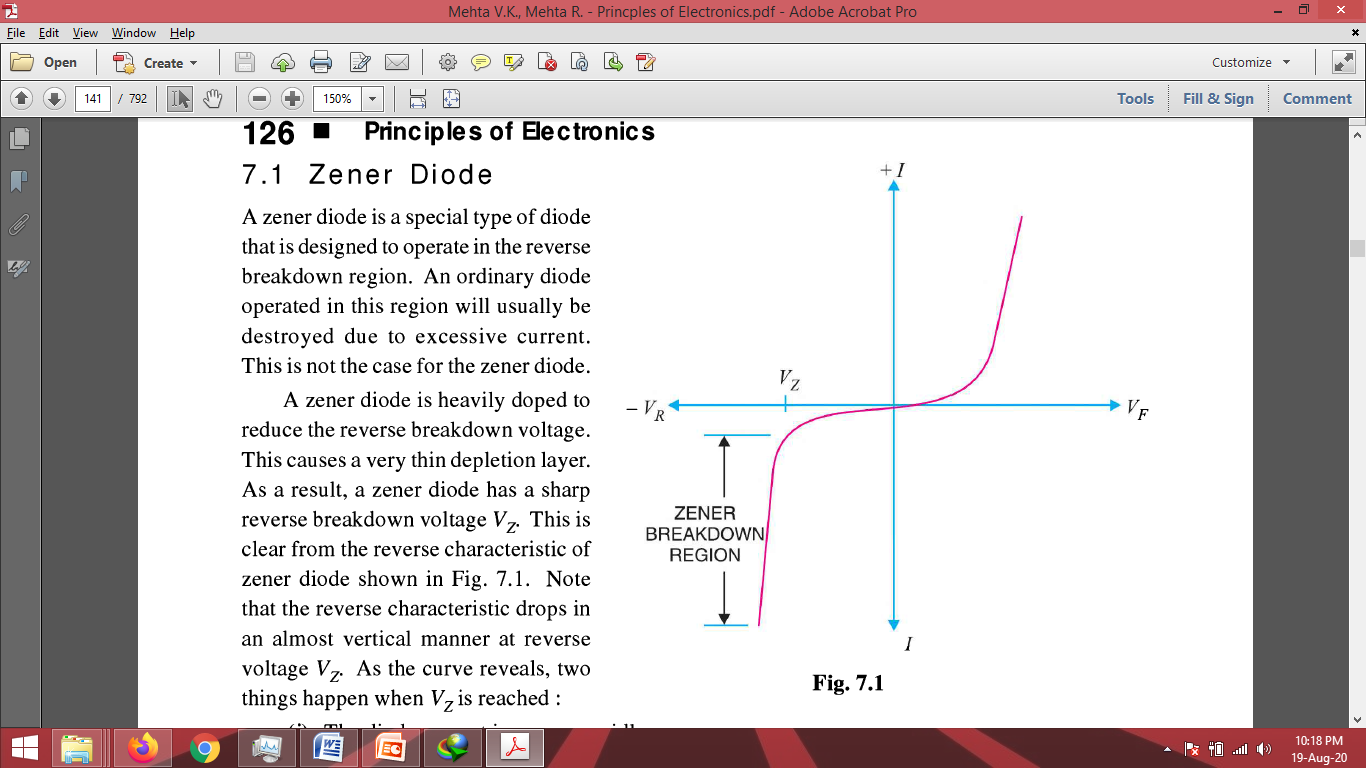 Mehta V.K., Mehta R. - Princples of Electronics.pdf - Adobe Acrobat Pro
File Edit View Window Help
Open Create Customize
141 / 792 150% Tools Fill & Sign Comment
126 ■ Principles of Electronics
7.1 Zener Diode
A zener diode is a special type of diode
that is designed to operate in the reverse
breakdown region. An ordinary diode
operated in this region will usually be
destroyed due to excessive current.
This is not the case for the zener diode.
A zener diode is heavily doped to
reduce the reverse breakdown voltage.
This causes a very thin depletion layer.
As a result, a zener diode has a sharp
reverse breakdown voltage VZ. This is
clear from the reverse characteristic of
zener diode shown in Fig. 7.1. Note
that the reverse characteristic drops in
an almost vertical manner at reverse
voltage VZ. As the curve reveals, two
things happen when VZ is reached :
+ I
VZ
– VR
VF
ZENER
BREAKDOWN
REGION
I
Fig. 7.1
10:18 PM
19-Aug-20